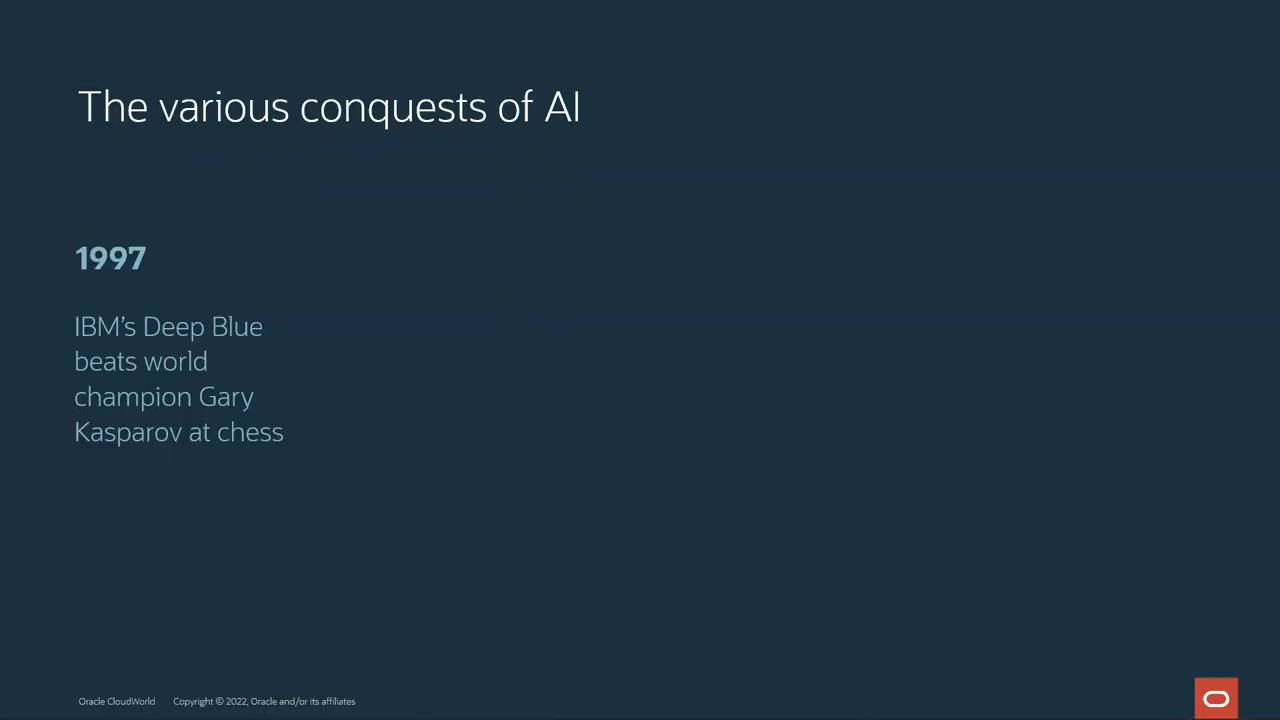 The various conquests of AI
1997
IBM's Deep Blue
beats world
champion Gary
Kasparov at chess
Oracle CloudWorld Copyright © 2022, Oracle and/or its affiliates